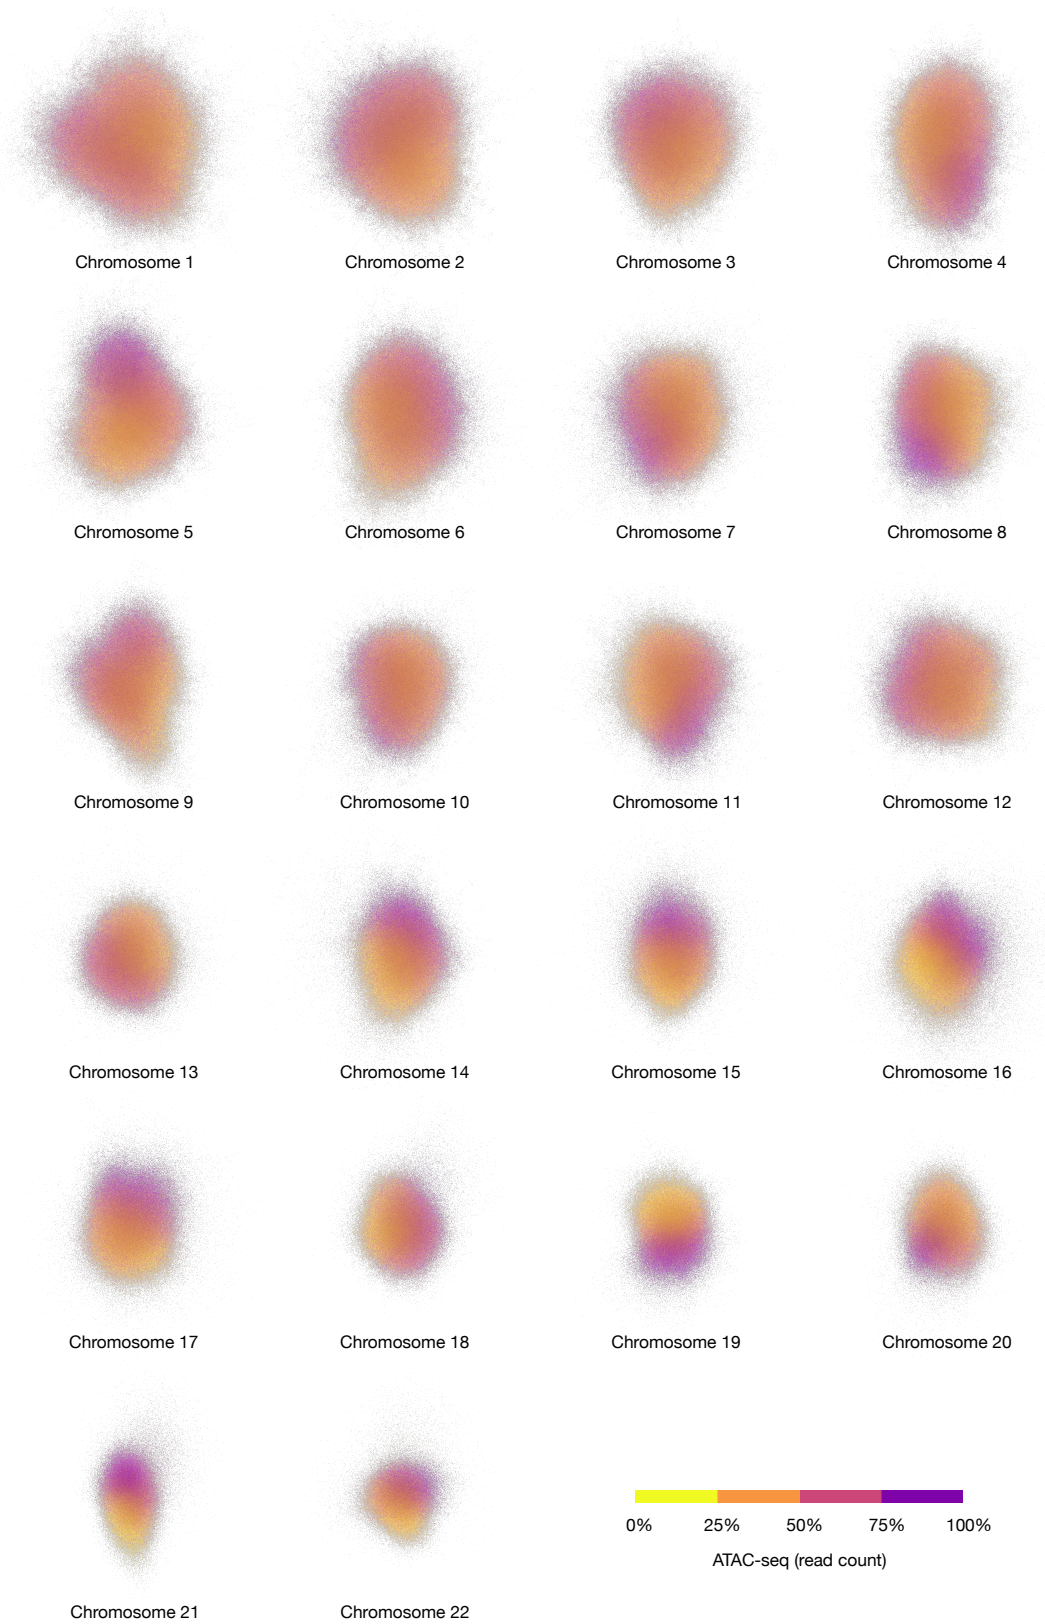 Chromosome 1
Chromosome 2
Chromosome 3
Chromosome 4
Chromosome 5
Chromosome 6
Chromosome 7
Chromosome 8
Chromosome 9
Chromosome 10
Chromosome 11
Chromosome 12
Chromosome 13
Chromosome 14
Chromosome 15
Chromosome 16
Chromosome 17
Chromosome 18
Chromosome 19
Chromosome 20
0% 25% 50% 75% 100%
ATAC-seq (read count)
Chromosome 21
Chromosome 22